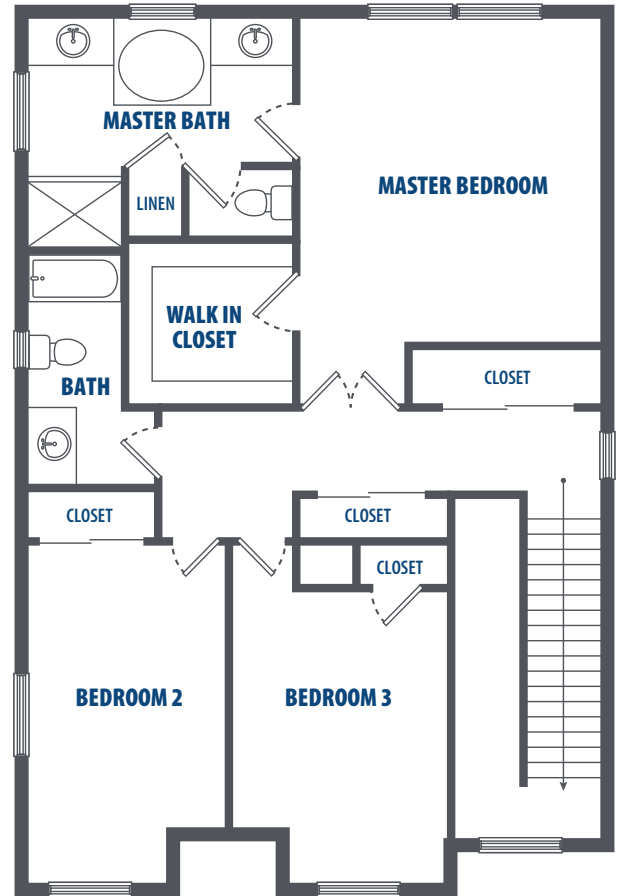 MASTER BATH
MASTER BEDROOM
LINEN
WALK IN
CLOSET
BATH
CLOSET
CLOSET
CLOSET
CLOSET
BEDROOM 2
BEDROOM 3